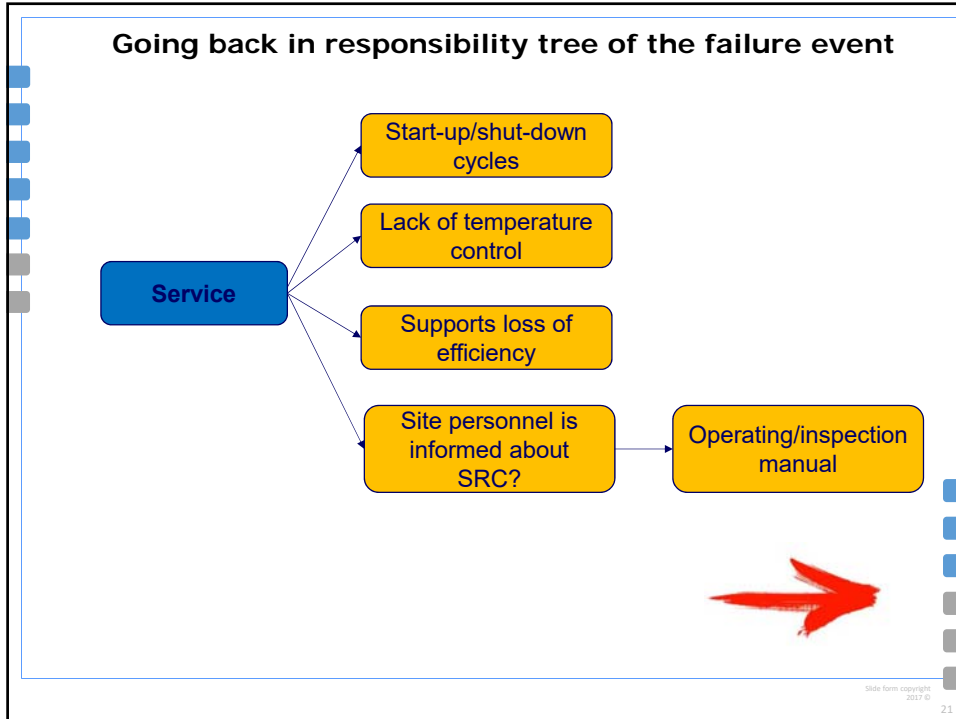 Going back in responsibility tree of the failure event
Start-up/shut-down
cycles
Lack of temperature
control
Service
Supports loss of
efficiency
Site personnel is
informed about
SRC?
Operating/inspection
manual
Slide form copyright
2017 ©
21